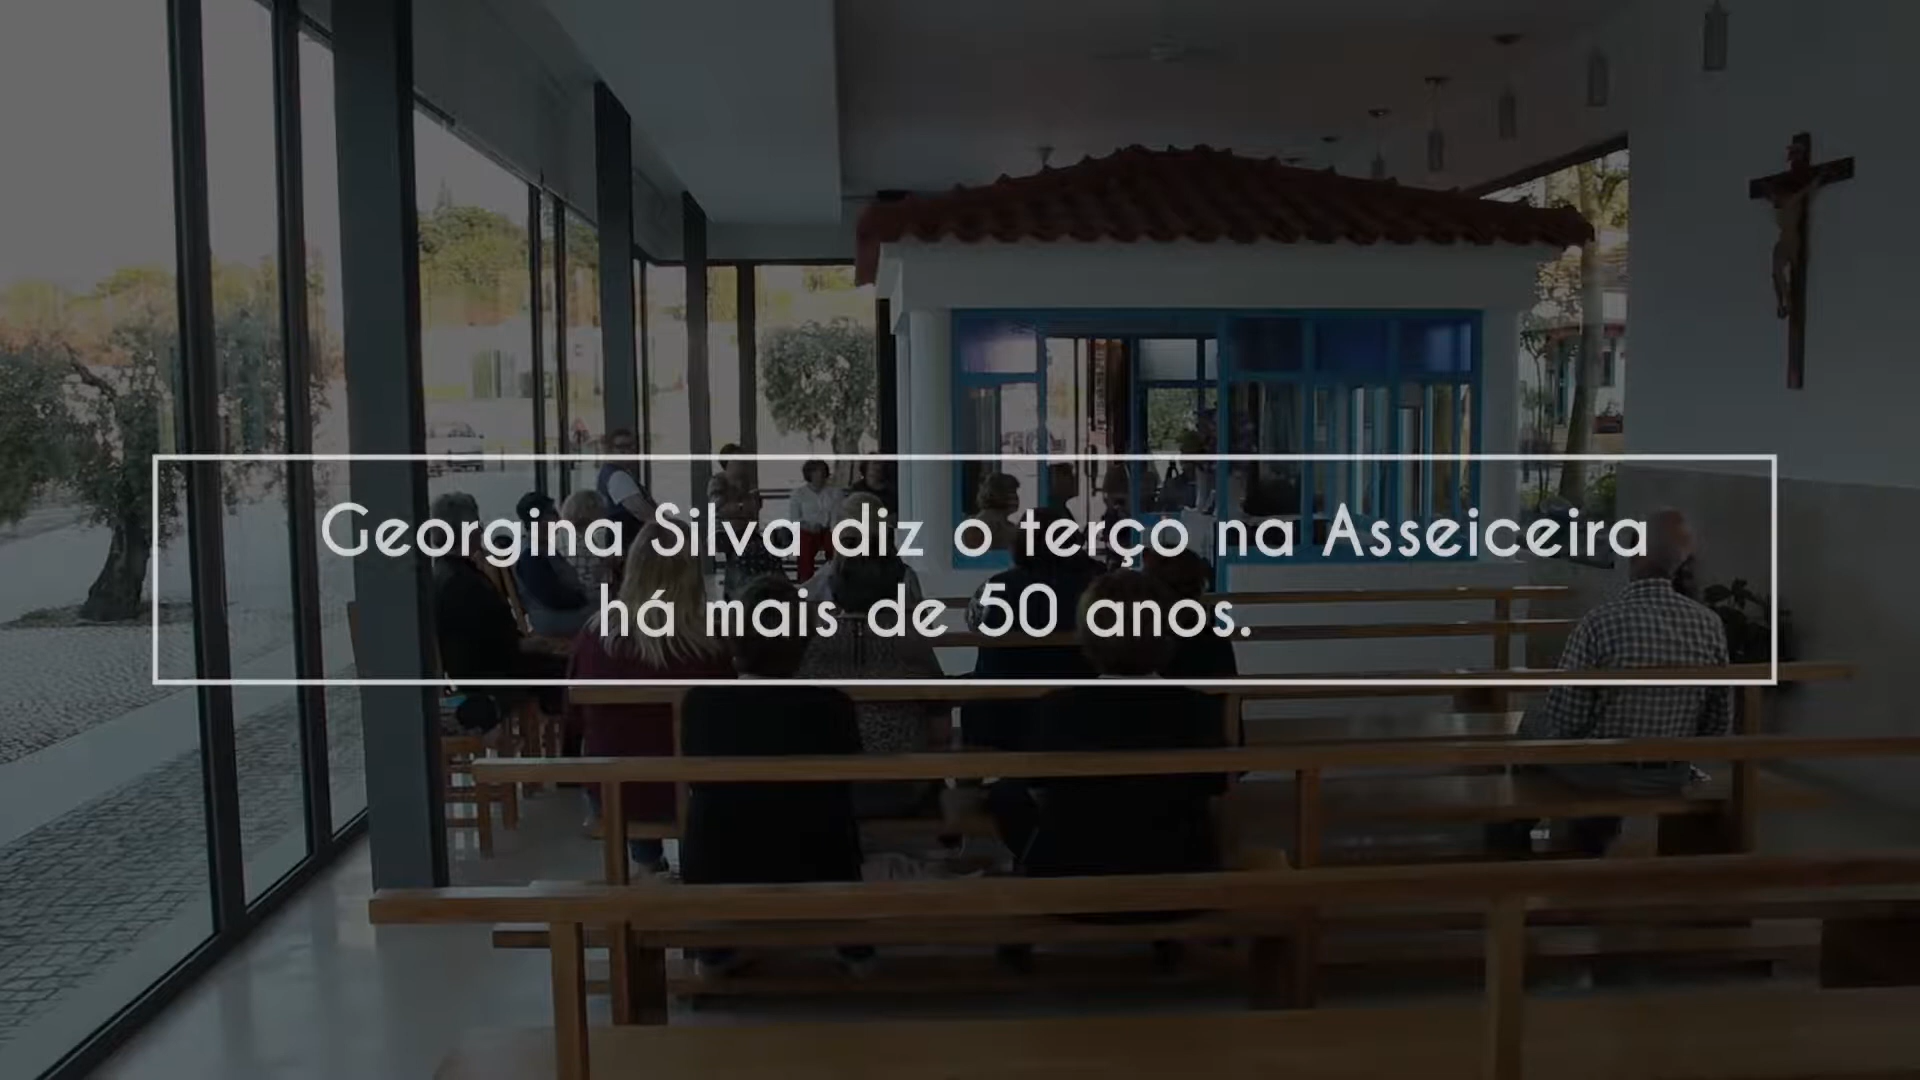 Georgina Silva diz o terço na Asseiceira
há mais de 50 anos.